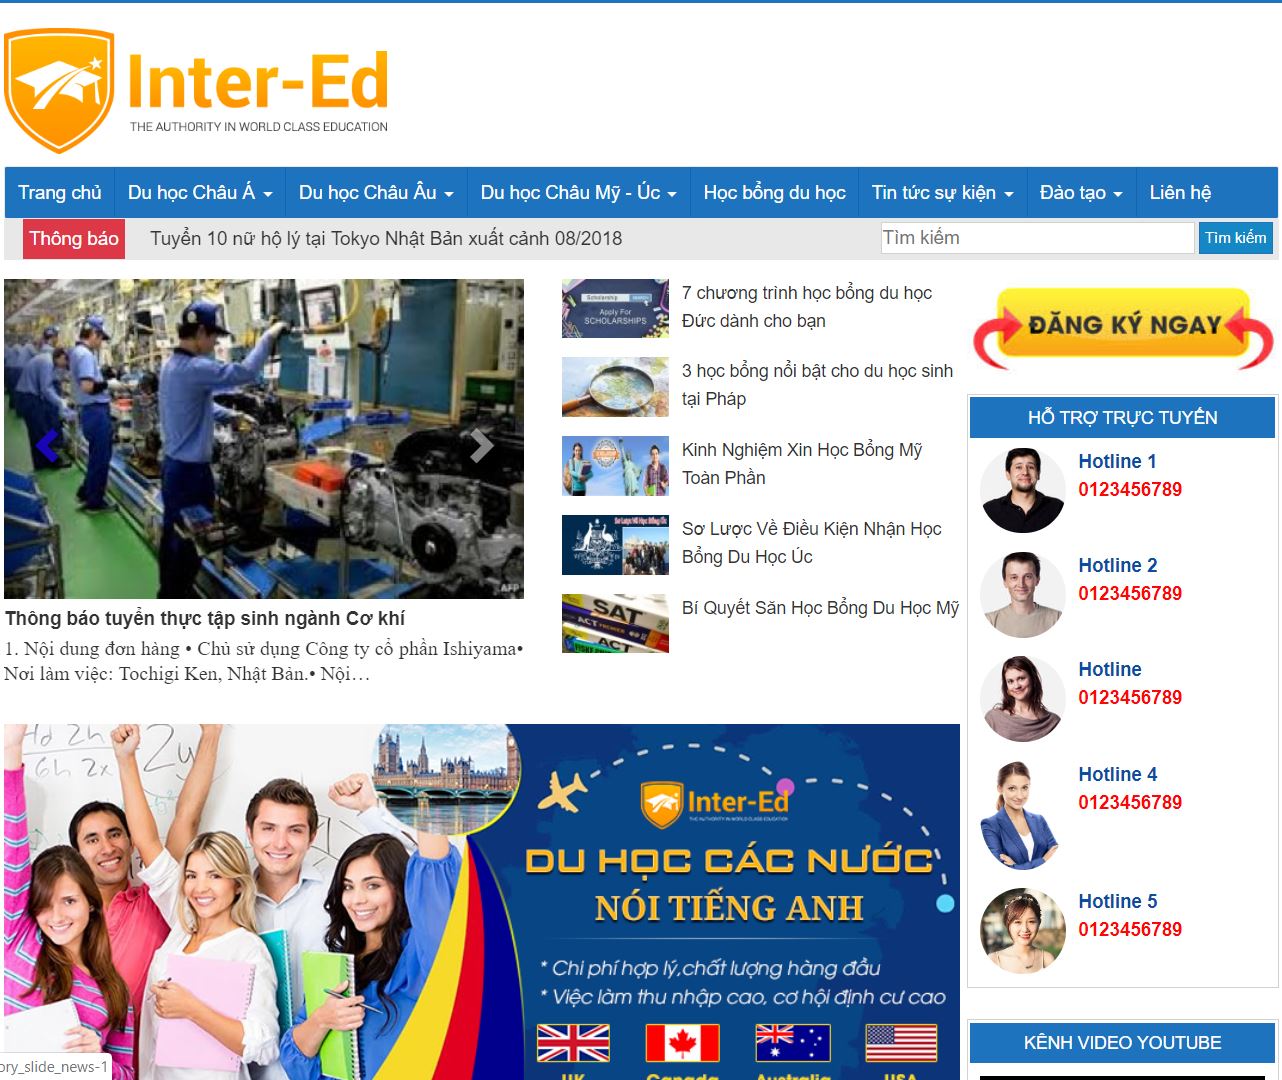 Inter-Ed
THE AUTHORITY IN WORLD CLASS EDUCATION
Trang chủ
Du học Châu Á
Du học Châu Âu
Du học Châu Mỹ - Úc
Học bổng du học
Tin tức sự kiện
Đào tạo
Liên hệ
Thông báo
Tuyển 10 nữ hộ lý tại Tokyo Nhật Bản xuất cảnh 08/2018
Tìm kiếm
Tìm kiếm
AFP
Thông báo tuyển thực tập sinh ngành Cơ khí
1. Nội dung đơn hàng • Chủ sử dụng Công ty cổ phần Ishiyama•
Nơi làm việc: Tochigi Ken, Nhật Bản.• Nội…
Scholarship
Apply For
SCHOLARSHIPS
7 chương trình học bổng du học
Đức dành cho bạn
3 học bổng nổi bật cho du học sinh
tại Pháp
Kinh Nghiệm Xin Học Bổng Mỹ
Toàn Phần
Sơ Lược Về Điều Kiện Nhận Học
Bổng Du Học Úc
SAT
ACT
Bí Quyết Săn Học Bổng Du Học Mỹ
ĐĂNG KÝ NGAY
HỖ TRỢ TRỰC TUYẾN
Hotline 1
0123456789
Hotline 2
0123456789
Hotline
0123456789
Hotline 4
0123456789
Hotline 5
0123456789
KÊNH VIDEO YOUTUBE
Inter-Ed
THE AUTHORITY IN WORLD CLASS EDUCATION
DU HỌC CÁC NƯỚC
NÓI TIẾNG ANH
* Chi phí hợp lý,chất lượng hàng đầu
* Việc làm thu nhập cao, cơ hội định cư cao
UK
Canada
Australia
USA
ory_slide_news-1